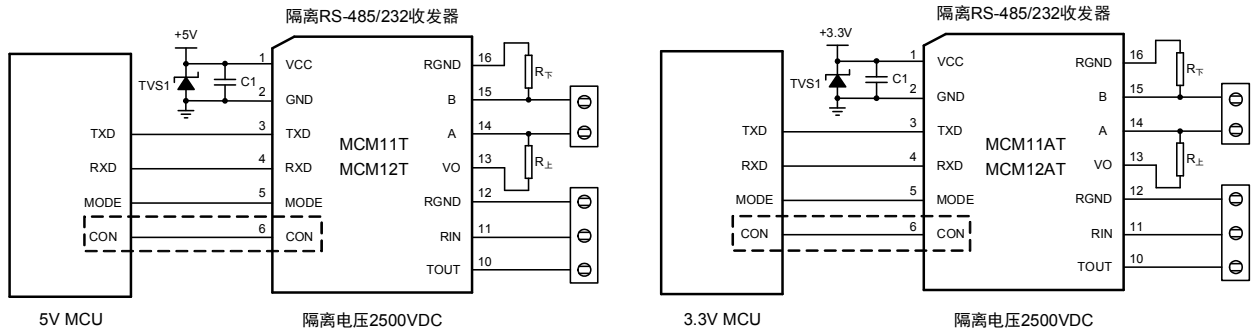 隔离RS-485/232收发器
+5V
TVS1
C1
1
VCC
2
GND
TXD
3
TXD
RXD
4
RXD
MODE
5
MODE
CON
6
CON
MCM11T
MCM12T
RGND
16
R下
B
15
A
14
VO
13
R上
RGND
12
RIN
11
TOUT
10
5V MCU
隔离电压2500VDC
隔离RS-485/232收发器
+3.3V
TVS1
C1
1
VCC
2
GND
TXD
3
TXD
RXD
4
RXD
MODE
5
MODE
CON
6
CON
MCM11AT
MCM12AT
RGND
16
R下
B
15
A
14
VO
13
R上
RGND
12
RIN
11
TOUT
10
3.3V MCU
隔离电压2500VDC